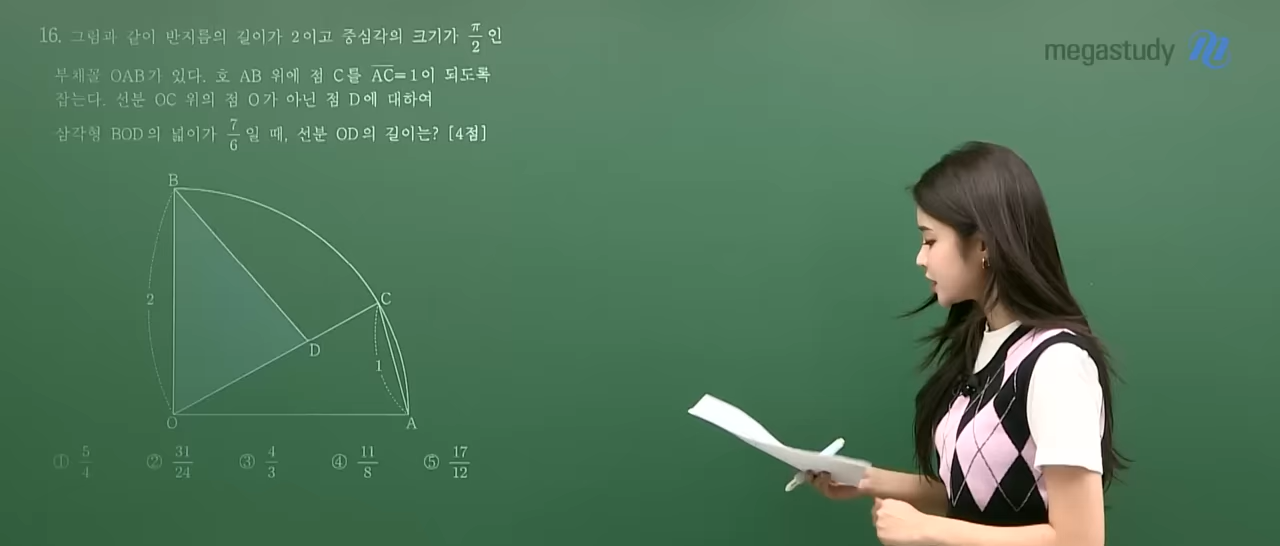 megastudy
16. 그림과 같이 반지름의 길이가 2이고 중심각의 크기가 π/2 인
부채꼴 OAB가 있다. 호 AB 위에 점 C를 A̅C̅=1이 되도록
잡는다. 선분 OC 위의 점 O가 아닌 점 D에 대하여
삼각형 BOD의 넓이가 7/6 일 때, 선분 OD의 길이는? [4점]
B
2
C
D
1
O
A
① 5/4 ② 31/24 ③ 4/3 ④ 11/8 ⑤ 17/12